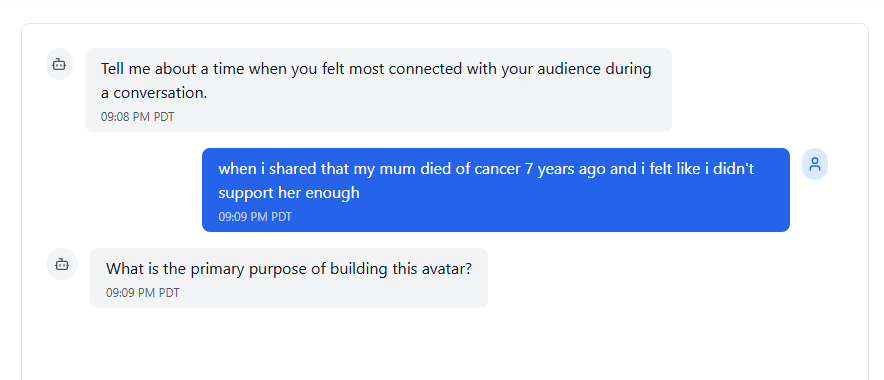 Tell me about a time when you felt most connected with your audience during
a conversation.
09:08 PM PDT
when i shared that my mum died of cancer 7 years ago and i felt like i didn't
support her enough
09:09 PM PDT
What is the primary purpose of building this avatar?
09:09 PM PDT